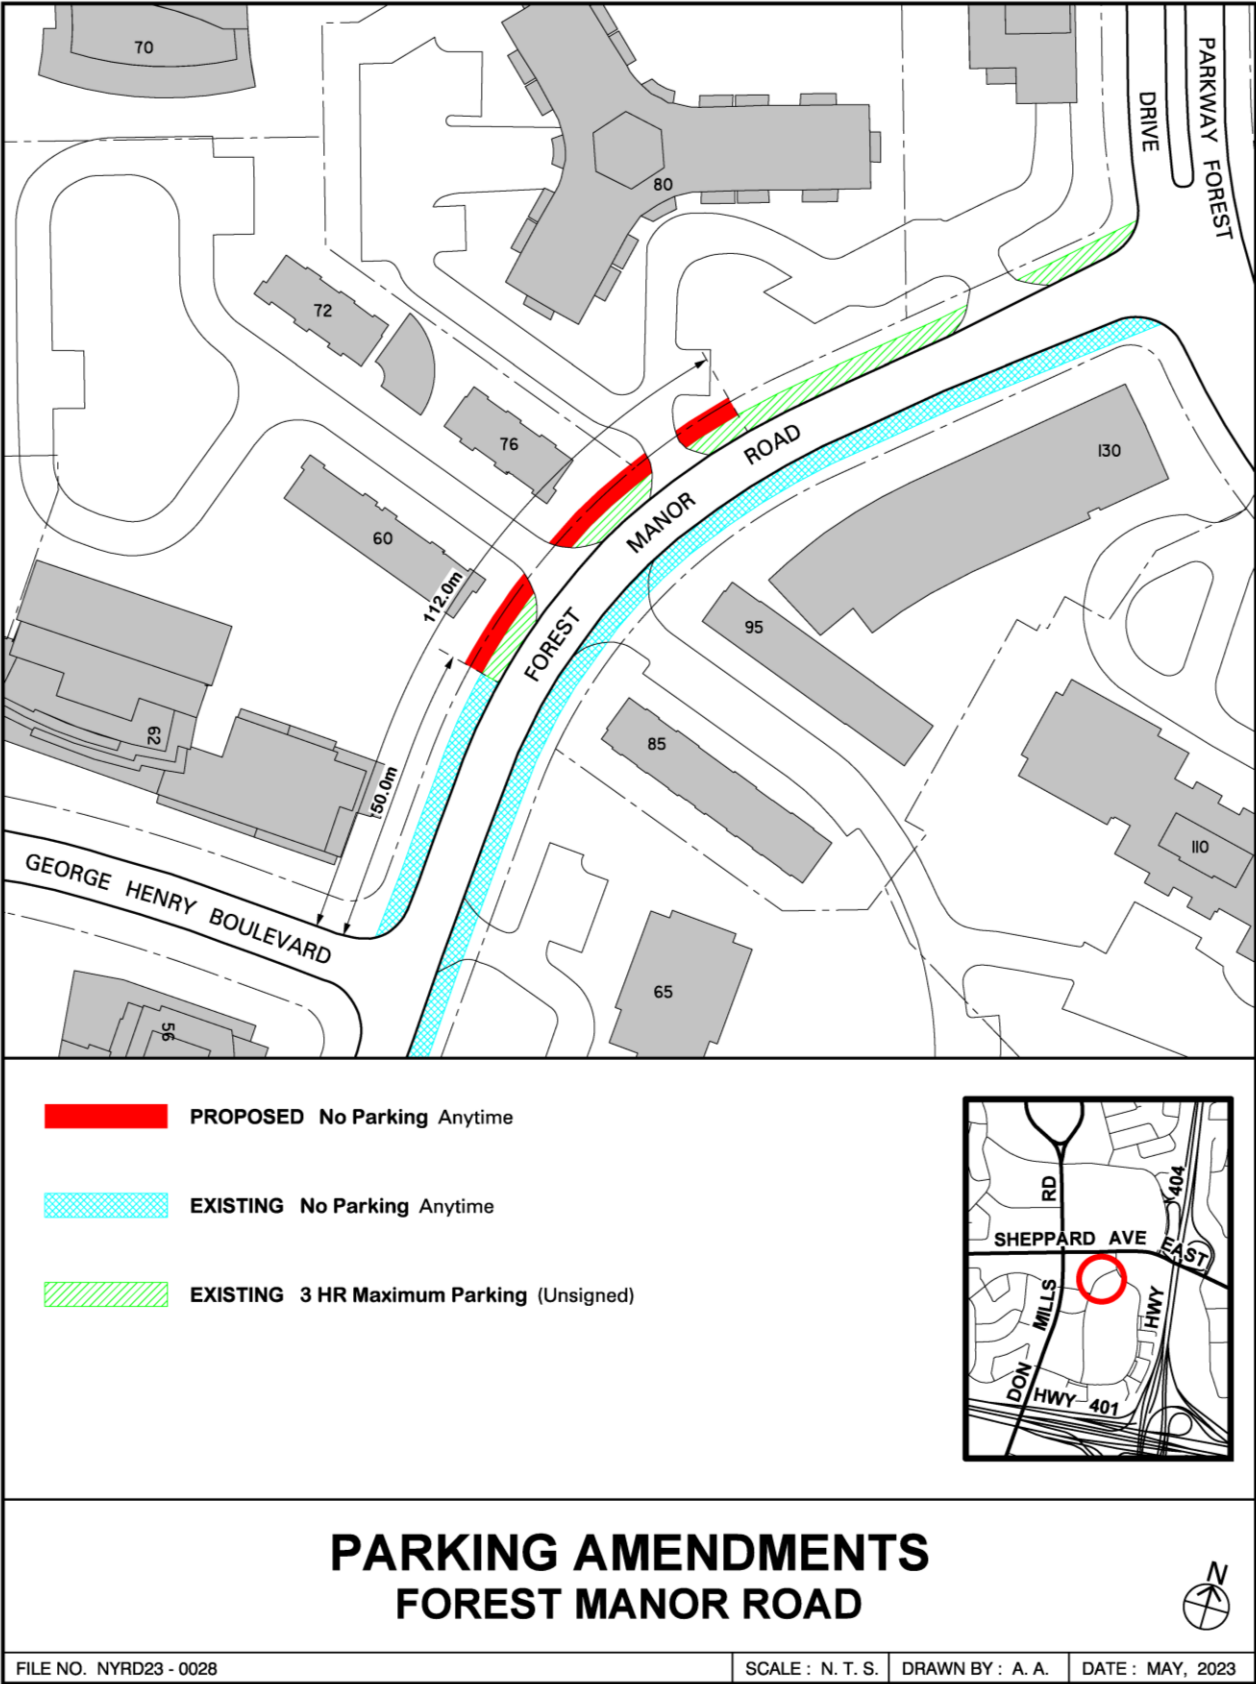 70
80
DRIVE
PARKWAY FOREST
72
76
60
130
FOREST MANOR ROAD
112.0m
95
85
62
110
GEORGE HENRY BOULEVARD
65
56
PROPOSED No Parking Anytime
EXISTING No Parking Anytime
EXISTING 3 HR Maximum Parking (Unsigned)
RD
404
SHEPPARD AVE EAST
DON MILLS
HWY
HWY 401
PARKING AMENDMENTS
FOREST MANOR ROAD
N
FILE NO. NYRD23 - 0028
SCALE : N. T. S.
DRAWN BY : A. A.
DATE : MAY, 2023